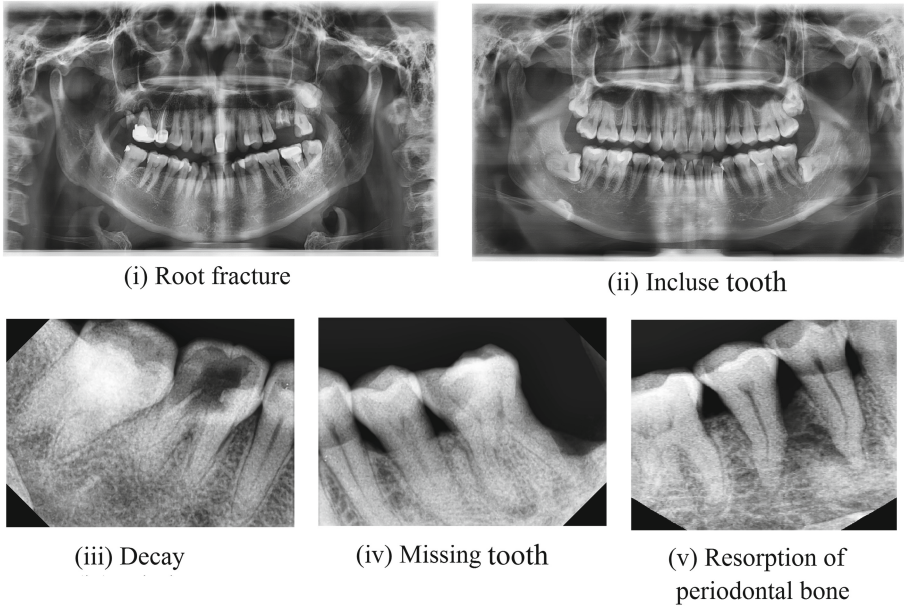 (i) Root fracture
(ii) Incluse tooth
(iii) Decay
(iv) Missing tooth
(v) Resorption of
periodontal bone